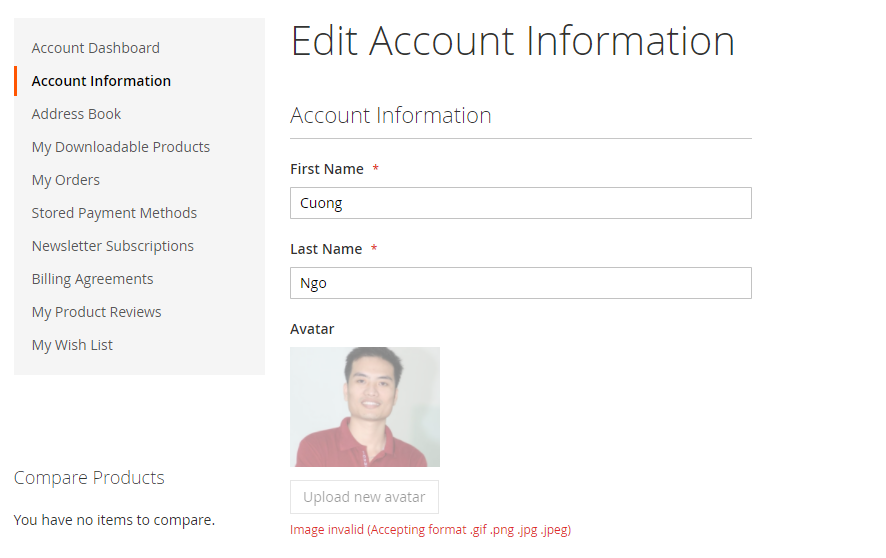 Account Dashboard
Account Information
Address Book
My Downloadable Products
My Orders
Stored Payment Methods
Newsletter Subscriptions
Billing Agreements
My Product Reviews
My Wish List
Compare Products
You have no items to compare.
Edit Account Information
Account Information
First Name *
Cuong
Last Name *
Ngo
Avatar
Upload new avatar
Image invalid (Accepting format .gif .png .jpg .jpeg)